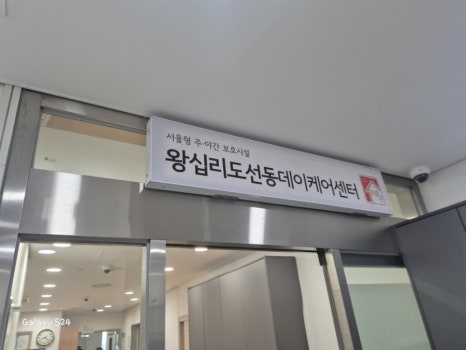 서울형 주·야간 보호시설
왕십리도선동데이케어센터
Galaxy S24